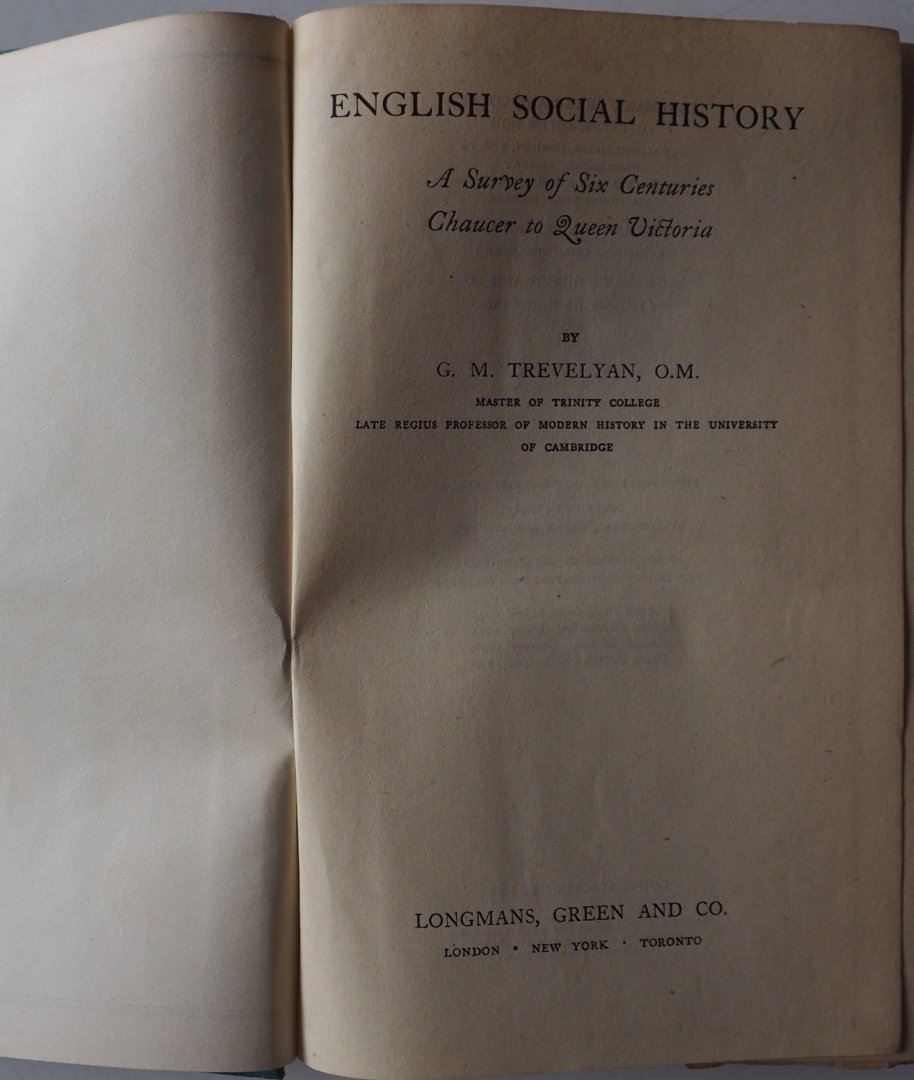 ENGLISH SOCIAL HISTORY
A Survey of Six Centuries
Chaucer to Queen Victoria
BY
G. M. TREVELYAN, O.M.
MASTER OF TRINITY COLLEGE
LATE REGIUS PROFESSOR OF MODERN HISTORY IN THE UNIVERSITY
OF CAMBRIDGE
LONGMANS, GREEN AND CO.
LONDON • NEW YORK • TORONTO